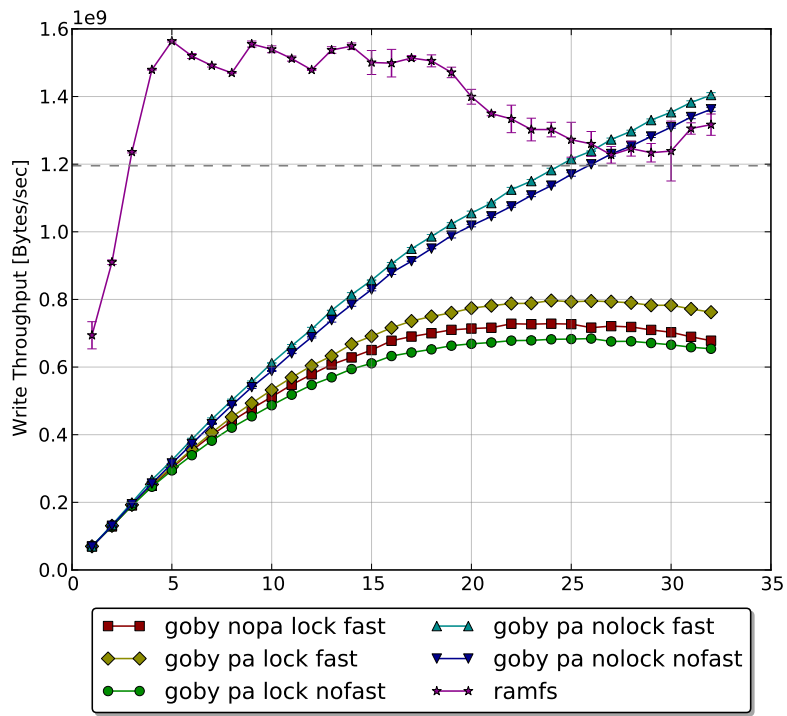 1e9
1.6
1.4
1.2
1.0
0.8
0.6
0.4
0.2
0.0
Write Throughput [Bytes/sec]
0 5 10 15 20 25 30 35
goby nopa lock fast
goby pa lock fast
goby pa lock nofast
goby pa nolock fast
goby pa nolock nofast
ramfs